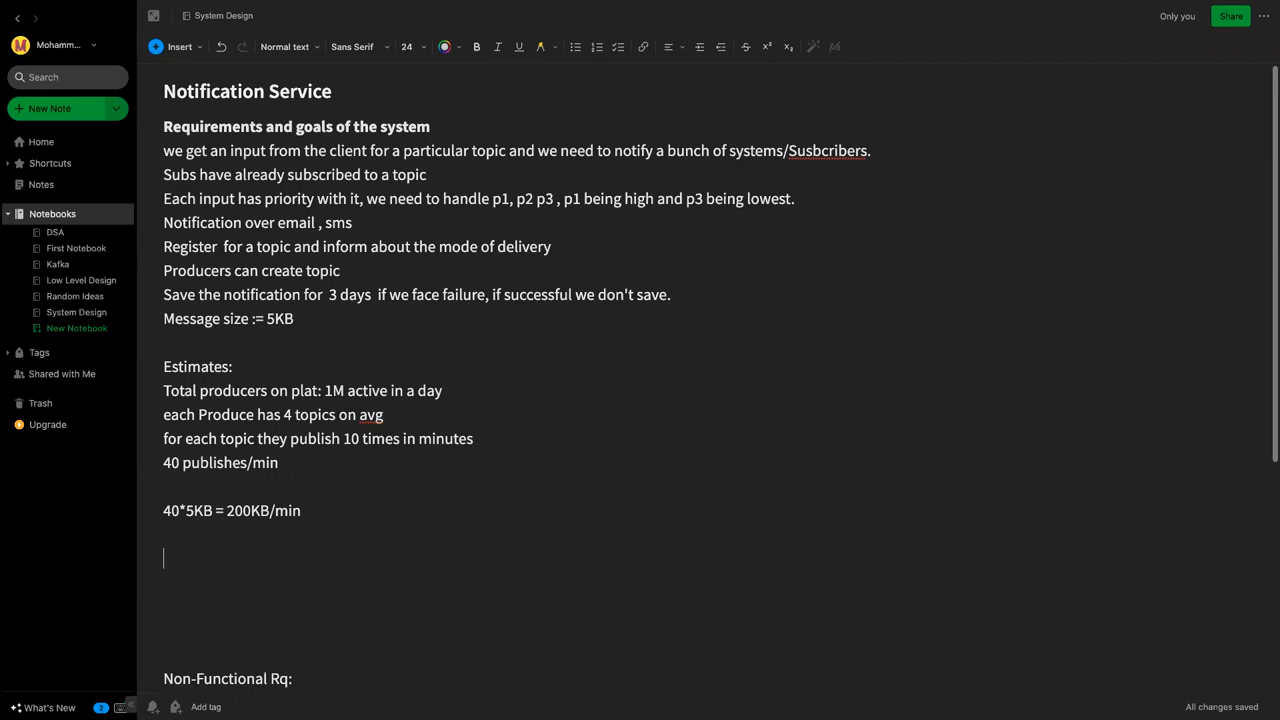 System Design
Only you
Share
Mohamm...
Insert
Normal text
Sans Serif
24
B
I
U
A
Search
New Note
Home
Shortcuts
Notes
Notebooks
DSA
First Notebook
Kafka
Low Level Design
Random Ideas
System Design
New Notebook
Tags
Shared with Me
Trash
Upgrade
What's New
2
Notification Service
Requirements and goals of the system
we get an input from the client for a particular topic and we need to notify a bunch of systems/Susbcribers.
Subs have already subscribed to a topic
Each input has priority with it, we need to handle p1, p2 p3 , p1 being high and p3 being lowest.
Notification over email , sms
Register for a topic and inform about the mode of delivery
Producers can create topic
Save the notification for 3 days if we face failure, if successful we don't save.
Message size := 5KB
Estimates:
Total producers on plat: 1M active in a day
each Produce has 4 topics on avg
for each topic they publish 10 times in minutes
40 publishes/min
40*5KB = 200KB/min
Non-Functional Rq:
Add tag
All changes saved